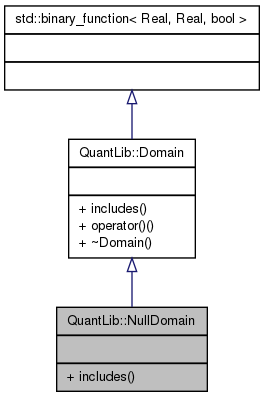 std::binary_function< Real, Real, bool >
QuantLib::Domain
+ includes()
+ operator()()
+ ~Domain()
QuantLib::NullDomain
+ includes()